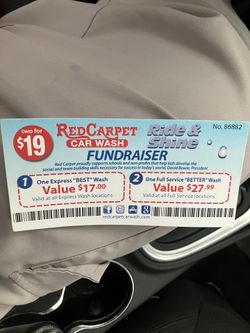 two for
$19
RED CARPET
CAR WASH
Ride &
Shine
No. 86882
FUNDRAISER
Red Carpet proudly supports schools and non-profits that help kids develop the
social and team building skills necessary for success in today's world. David Bowie, President
1
One Express "BEST" Wash
Value $17.00
Valid at all Express Wash locations
2
One Full Service "BETTER" Wash
Value $27.99
Valid at all Full Service locations
redcarpetcarwash.com